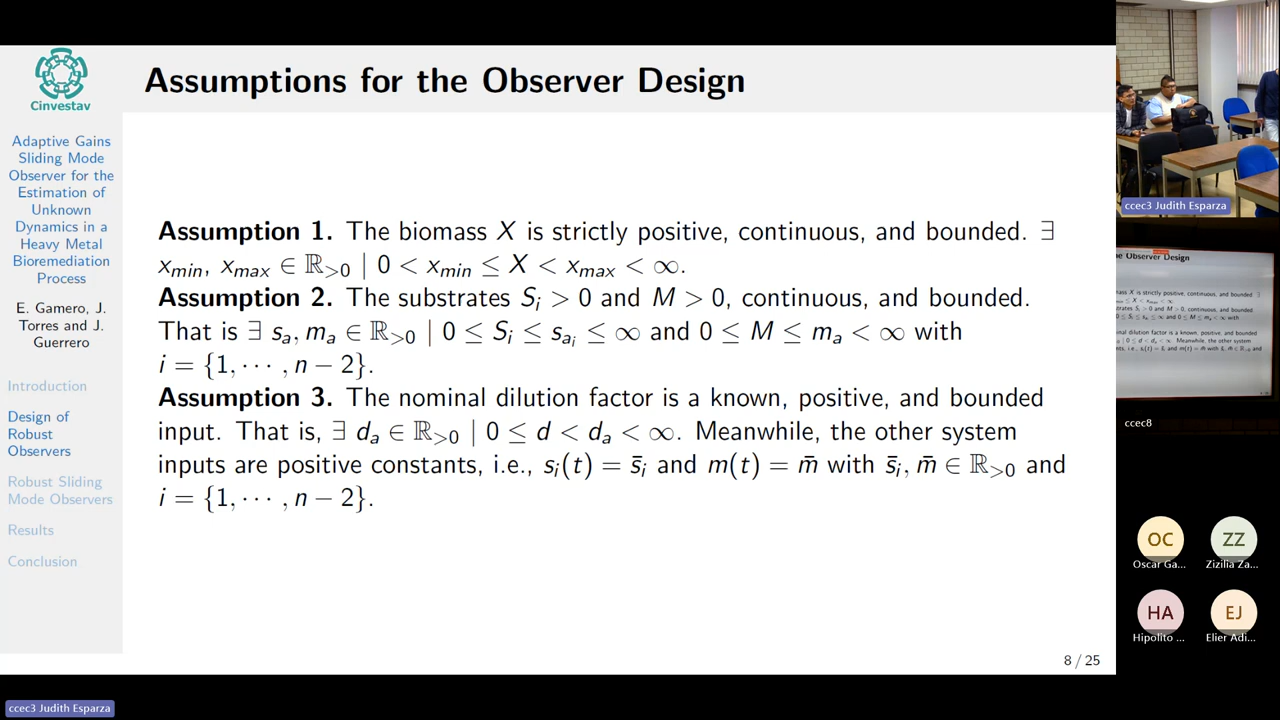 Cinvestav
Adaptive Gains
Sliding Mode
Observer for the
Estimation of
Unknown
Dynamics in a
Heavy Metal
Bioremediation
Process
E. Gamero, J.
Torres and J.
Guerrero
Introduction
Design of
Robust
Observers
Robust Sliding
Mode Observers
Results
Conclusion
Assumptions for the Observer Design
Assumption 1. The biomass X is strictly positive, continuous, and bounded. ∃
x_min, x_max ∈ ℝ_>0 | 0 < x_min ≤ X < x_max < ∞.
Assumption 2. The substrates S_i > 0 and M > 0, continuous, and bounded.
That is ∃ s_a, m_a ∈ ℝ_>0 | 0 ≤ S_i ≤ s_{a_i} ≤ ∞ and 0 ≤ M ≤ m_a < ∞ with
i = {1, ⋯ , n − 2}.
Assumption 3. The nominal dilution factor is a known, positive, and bounded
input. That is, ∃ d_a ∈ ℝ_>0 | 0 ≤ d < d_a < ∞. Meanwhile, the other system
inputs are positive constants, i.e., s_i(t) = s̄_i and m(t) = m̄ with s̄_i, m̄ ∈ ℝ_>0 and
i = {1, ⋯ , n − 2}.
8 / 25
ccec3 Judith Esparza
ccec3 Judith Esparza
he Observer Design
ccec8
OC
Oscar Ga...
ZZ
Zizilia Za...
HA
Hipolito ...
EJ
Elier Adi...